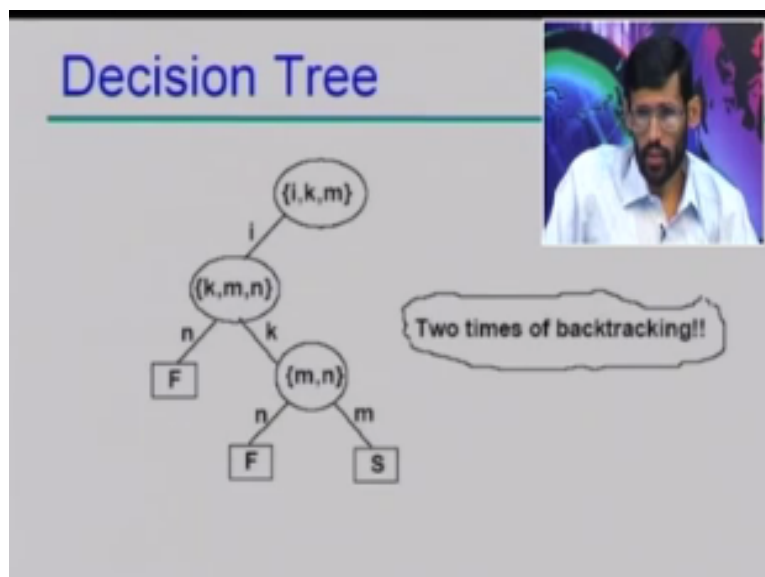 Decision Tree
{i,k,m}
i
{k,m,n}
n
k
Two times of backtracking!!
F
{m,n}
n
m
F
S